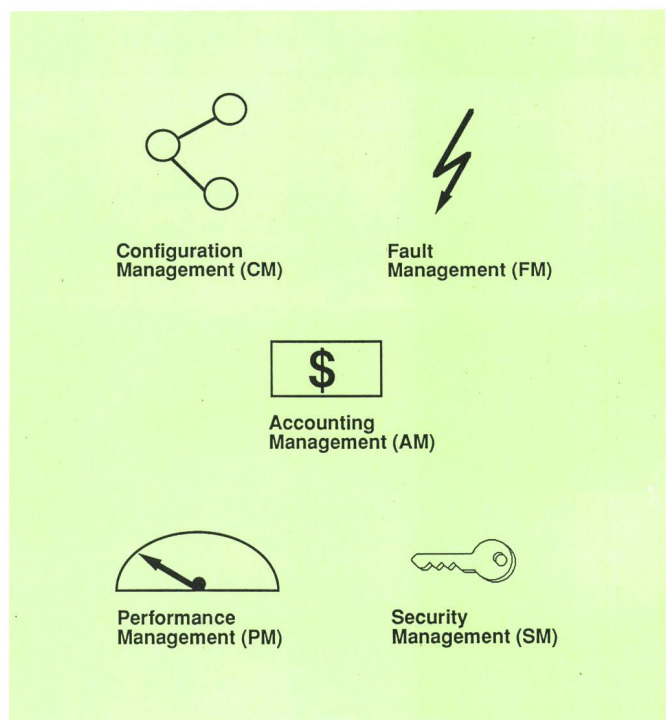 Configuration
Management (CM)
Fault
Management (FM)
$
Accounting
Management (AM)
Performance
Management (PM)
Security
Management (SM)